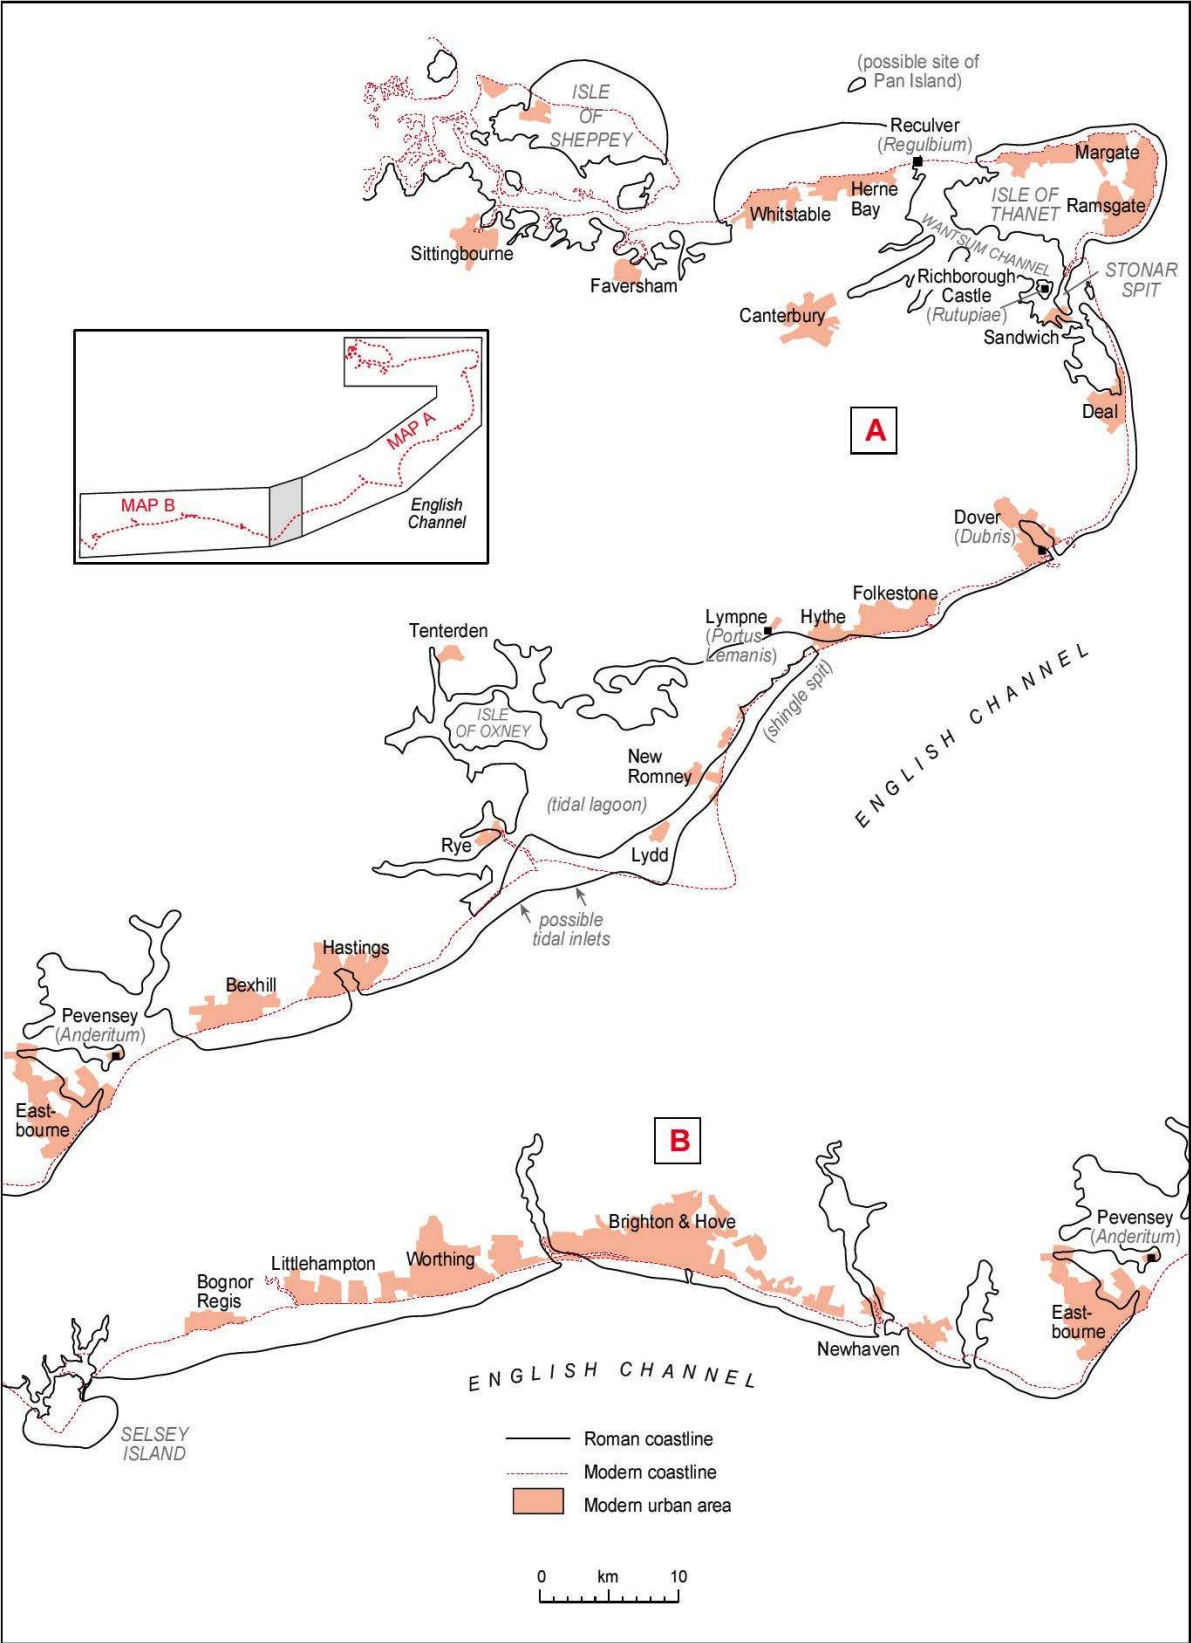 (possible site of
Pan Island)
ISLE
OF
SHEPPEY
Reculver
(Regulbium)
Margate
Herne
Bay
Whitstable
ISLE OF
THANET
Ramsgate
Sittingbourne
WANTSUM CHANNEL
Faversham
Richborough
Castle
(Rutupiae)
STONAR
SPIT
Canterbury
Sandwich
MAP A
MAP B
English
Channel
A
Deal
Dover
(Dubris)
Folkestone
Lympne
(Portus
Lemanis)
Hythe
Tenterden
(shingle spit)
ENGLISH CHANNEL
ISLE
OF OXNEY
New
Romney
(tidal lagoon)
Rye
Lydd
possible
tidal inlets
Hastings
Bexhill
Pevensey
(Anderitum)
East-
bourne
B
Brighton & Hove
Pevensey
(Anderitum)
Littlehampton
Worthing
Bognor
Regis
East-
bourne
Newhaven
ENGLISH CHANNEL
SELSEY
ISLAND
Roman coastline
Modern coastline
Modern urban area
0 km 10